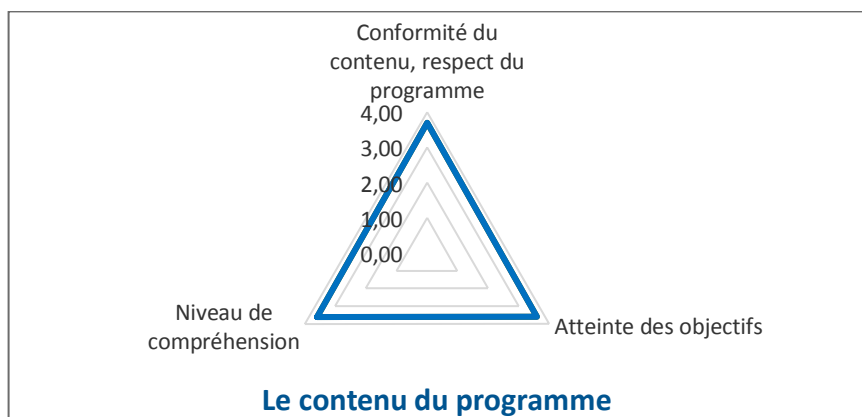 Conformité du
contenu, respect du
programme
4,00
3,00
2,00
1,00
0,00
Niveau de
compréhension
Atteinte des objectifs
Le contenu du programme